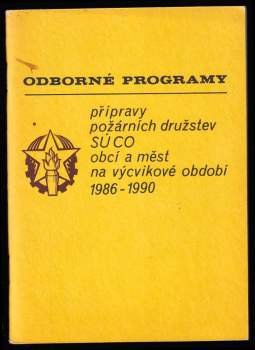 ODBORNÉ PROGRAMY
přípravy
požárních družstev
SÚ CO
obcí a měst
na výcvikové období
1986-1990